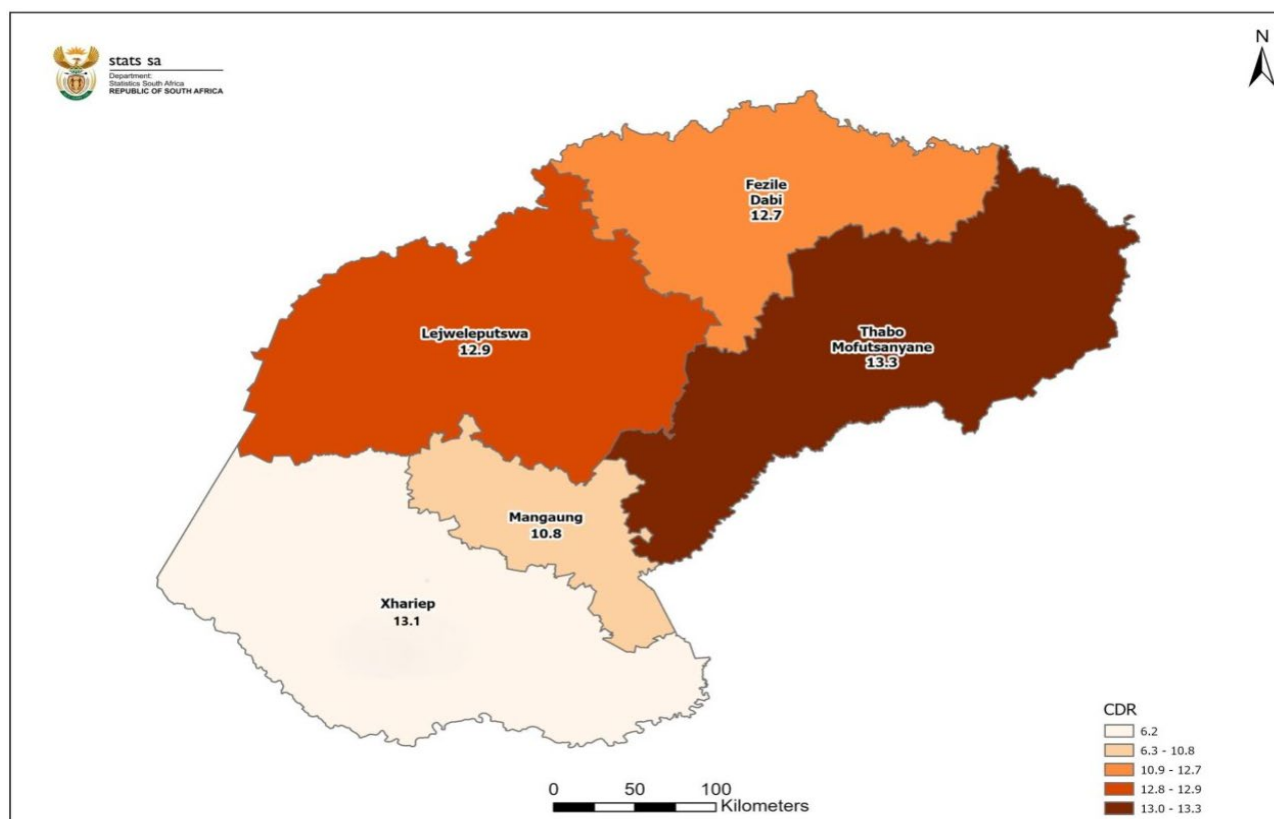 stats sa
Department:
Statistics South Africa
REPUBLIC OF SOUTH AFRICA
N
Fezile
Dabi
12.7
Lejweleputswa
12.9
Thabo
Mofutsanyane
13.3
Mangaung
10.8
Xhariep
13.1
CDR
6.2
6.3 - 10.8
10.9 - 12.7
12.8 - 12.9
13.0 - 13.3
0 50 100
Kilometers